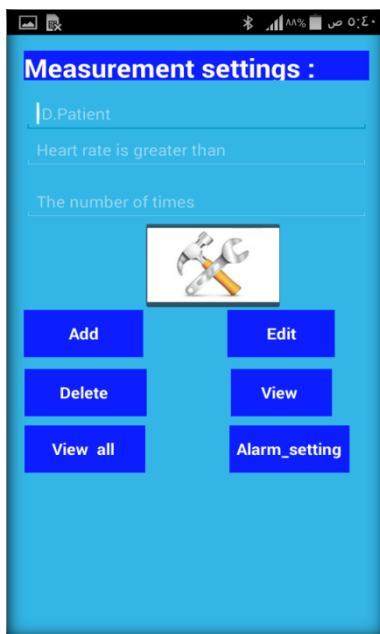 ٨٨% ٥:٤٠ ص
Measurement settings :
D.Patient
Heart rate is greater than
The number of times
Add Edit
Delete View
View all Alarm_setting